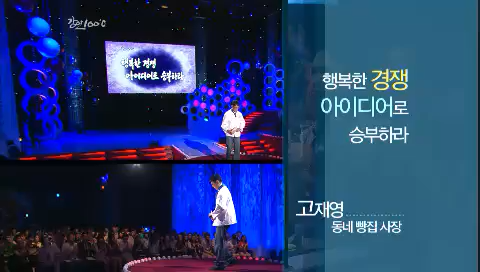 강연100℃
행복한 경쟁
아이디어로 승부하라
행복한 경쟁
아이디어로
승부하라
고재영
동네 빵집 사장